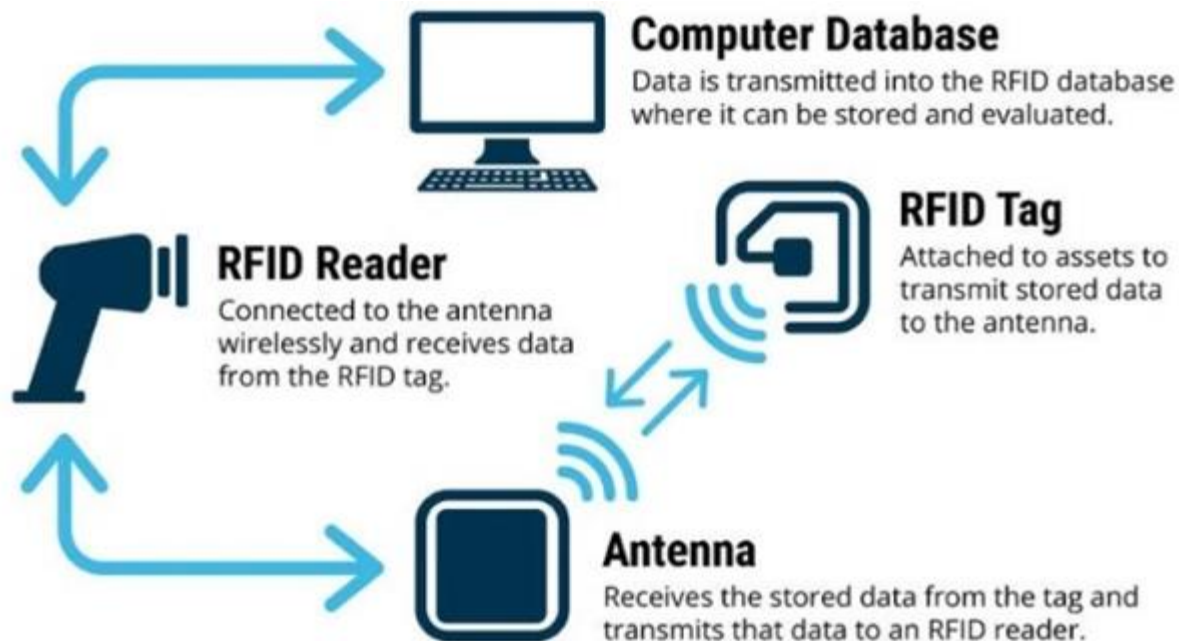 Computer Database
Data is transmitted into the RFID database
where it can be stored and evaluated.
RFID Tag
Attached to assets to
transmit stored data
to the antenna.
RFID Reader
Connected to the antenna
wirelessly and receives data
from the RFID tag.
Antenna
Receives the stored data from the tag and
transmits that data to an RFID reader.